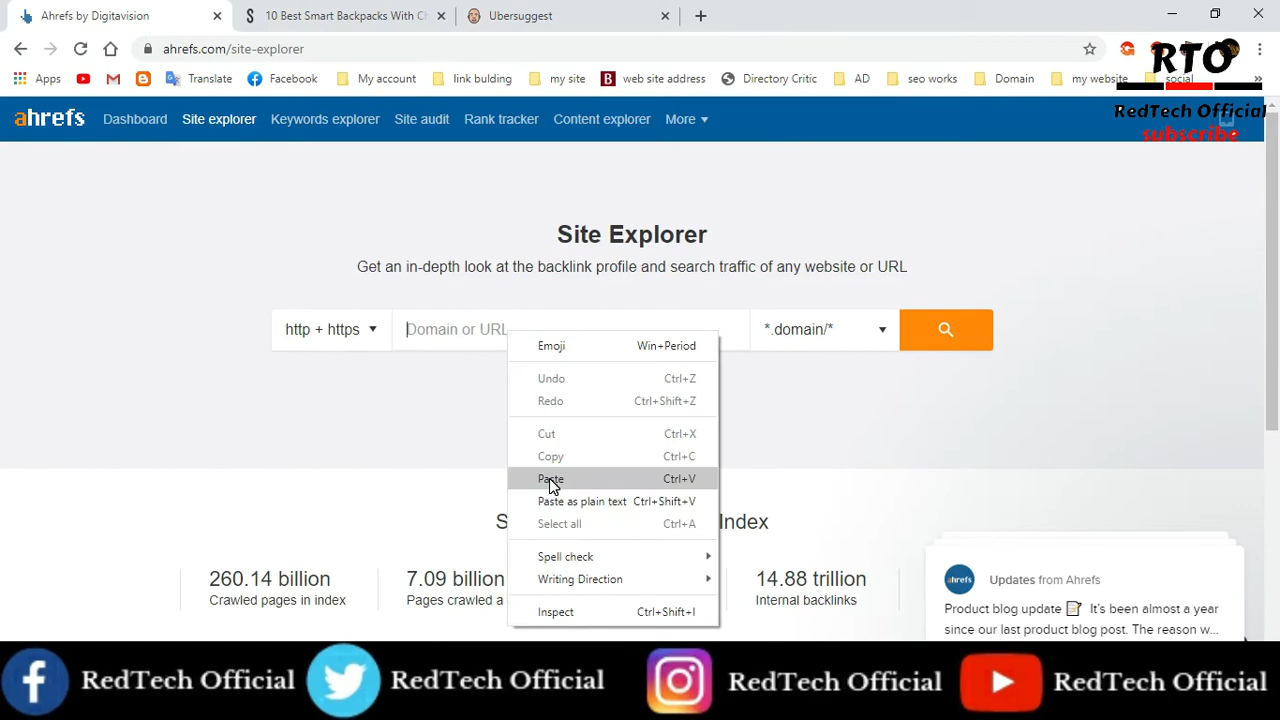 Ahrefs by Digitavision
10 Best Smart Backpacks With Ch
Ubersuggest
ahrefs.com/site-explorer
Apps
Translate
Facebook
My account
link bulding
my site
B
web site address
Directory Critic
AD
seo works
Domain
my website
social
»
RTO
RedTech Official
subscribe
ahrefs
Dashboard
Site explorer
Keywords explorer
Site audit
Rank tracker
Content explorer
More
Site Explorer
Get an in-depth look at the backlink profile and search traffic of any website or URL
http + https
Domain or URL
*.domain/*
Emoji Win+Period
Undo Ctrl+Z
Redo Ctrl+Shift+Z
Cut Ctrl+X
Copy Ctrl+C
Paste Ctrl+V
Paste as plain text Ctrl+Shift+V
Select all Ctrl+A
Spell check
Writing Direction
Inspect Ctrl+Shift+I
Index
260.14 billion
Crawled pages in index
7.09 billion
Pages crawled a
14.88 trillion
Internal backlinks
ahrefs
Updates from Ahrefs
Product blog update 📝 It's been almost a year
since our last product blog post. The reason w...
RedTech Official
RedTech Official
RedTech Official
RedTech Official